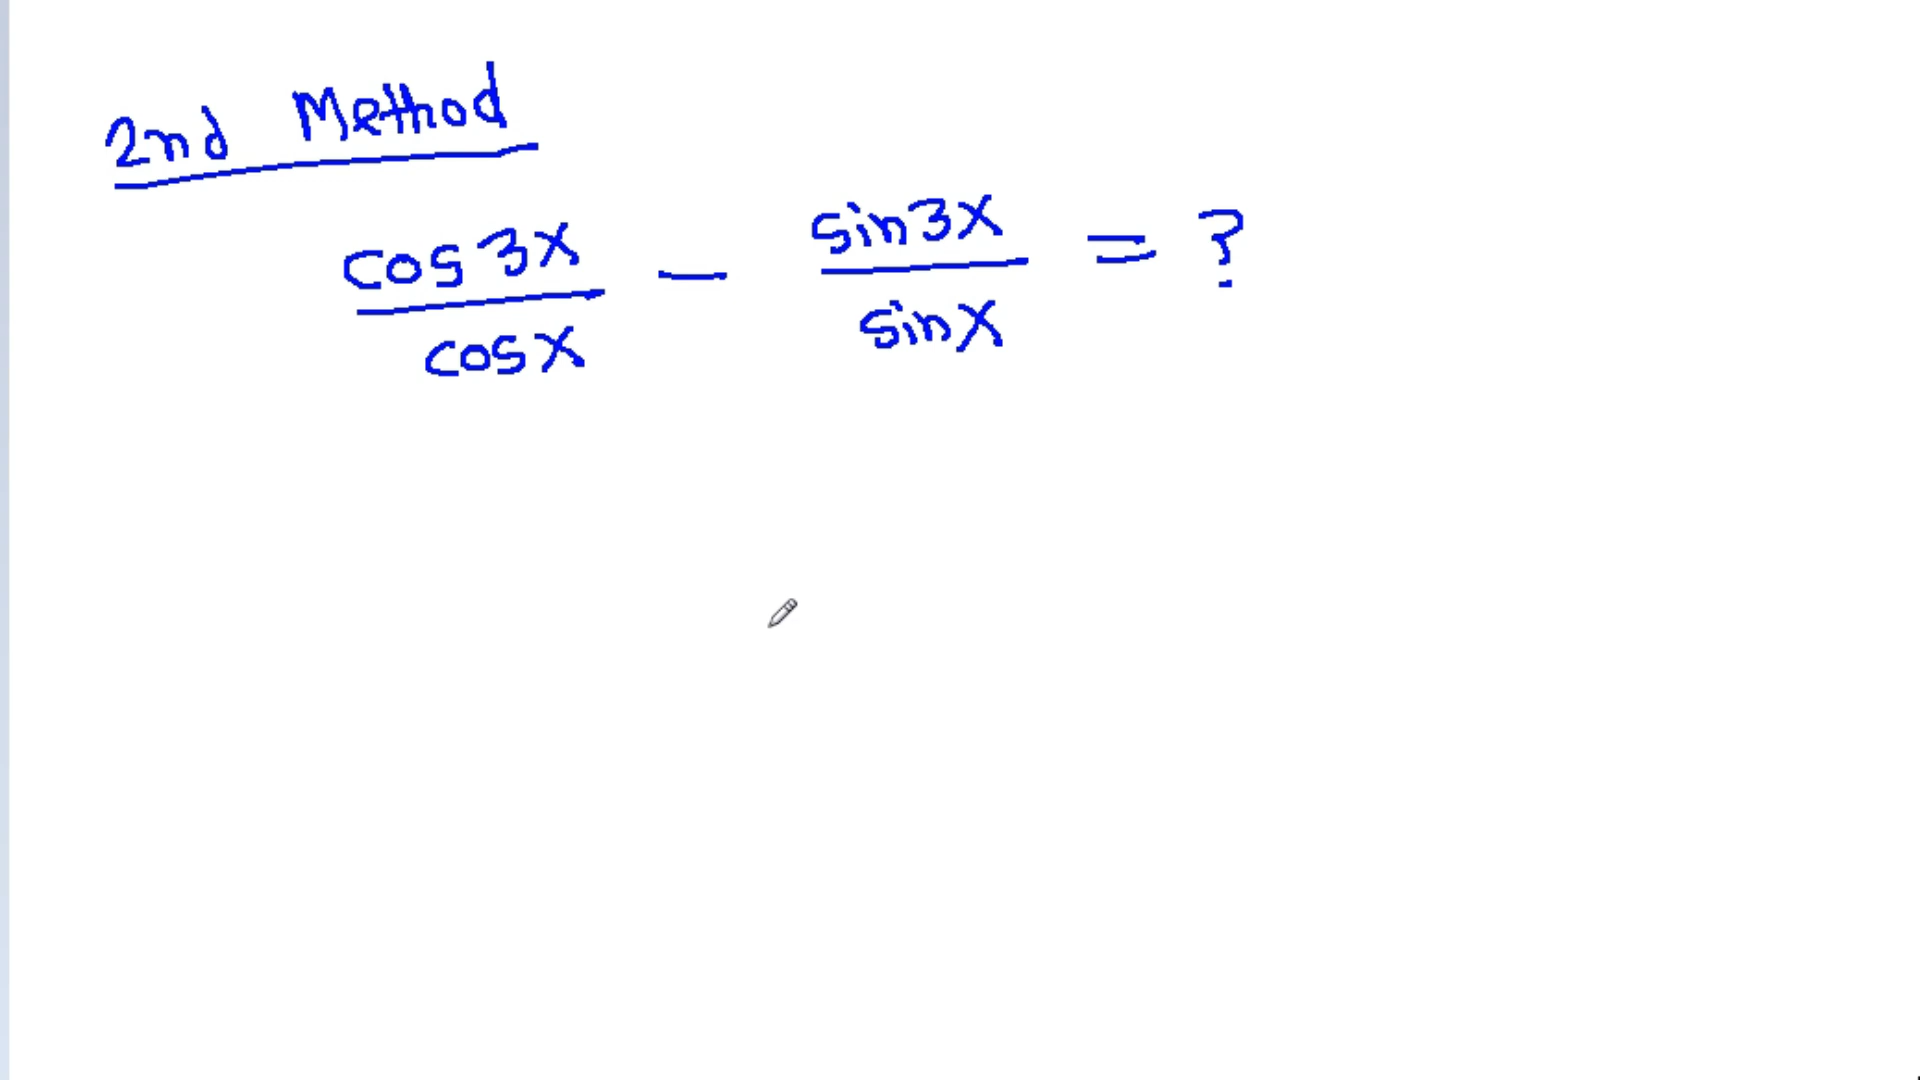 2nd Method
cos3x/cosx − sin3x/sinx = ?